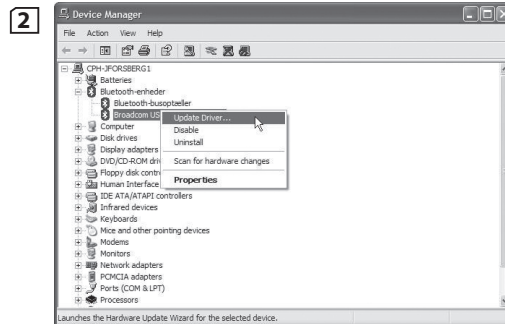 2
Device Manager
File Action View Help
CPH-JFORSBERG1
Batteries
Bluetooth-enheder
Bluetooth-busoptæller
Broadcom US
Update Driver...
Computer
Disable
Disk drives
Uninstall
Display adapters
DVD/CD-ROM dri
Scan for hardware changes
Floppy disk contr
Human Interface
Properties
IDE ATA/ATAPI controllers
Infrared devices
Keyboards
Mice and other pointing devices
Modems
Monitors
Network adapters
PCMCIA adapters
Ports (COM & LPT)
Processors
Launches the Hardware Update Wizard for the selected device.